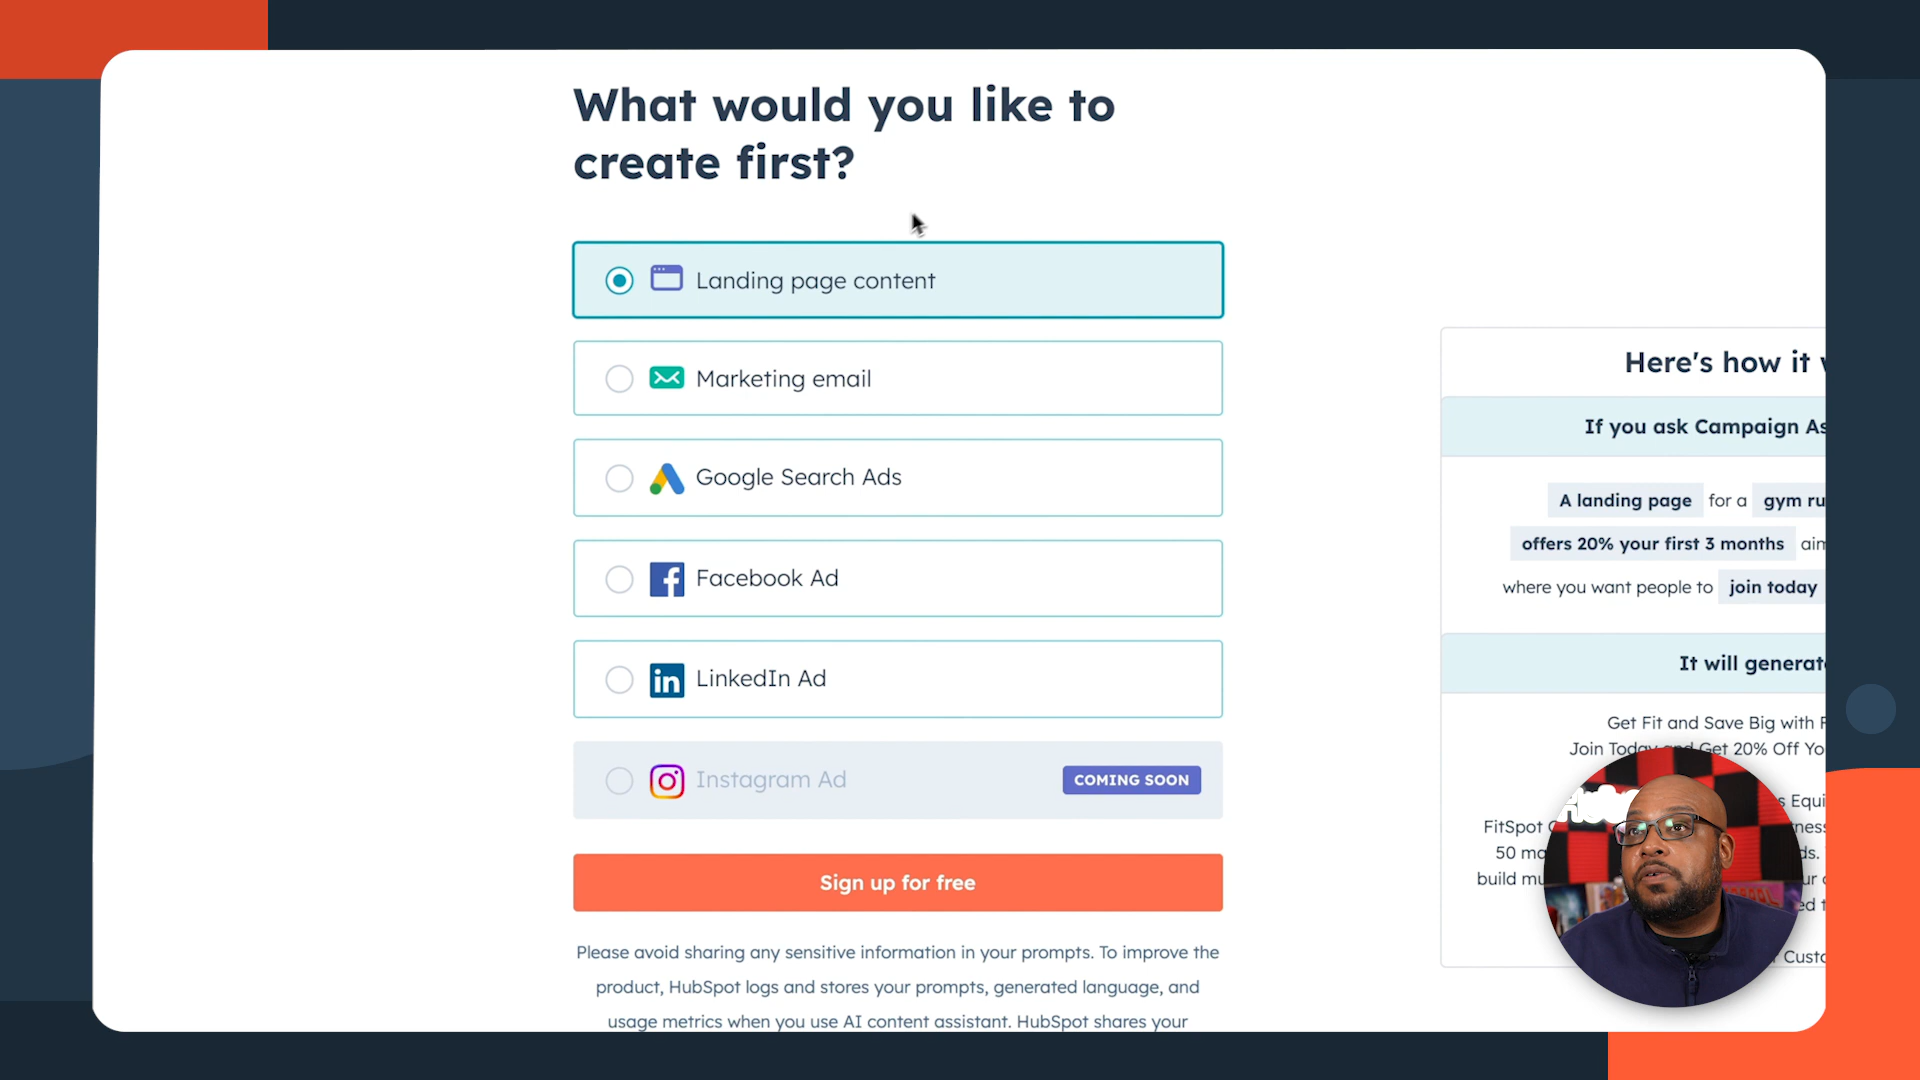 What would you like to
create first?
Landing page content
Marketing email
Google Search Ads
Facebook Ad
LinkedIn Ad
Instagram Ad
COMING SOON
Sign up for free
Please avoid sharing any sensitive information in your prompts. To improve the
product, HubSpot logs and stores your prompts, generated language, and
usage metrics when you use AI content assistant. HubSpot shares your
Here's how it
If you ask Campaign
A landing page for a gym
offers 20% your first 3 months
where you want people to join today
It will generate
Get Fit and Save Big with
Join Today and Get 20% Off
FitSpot
50
build